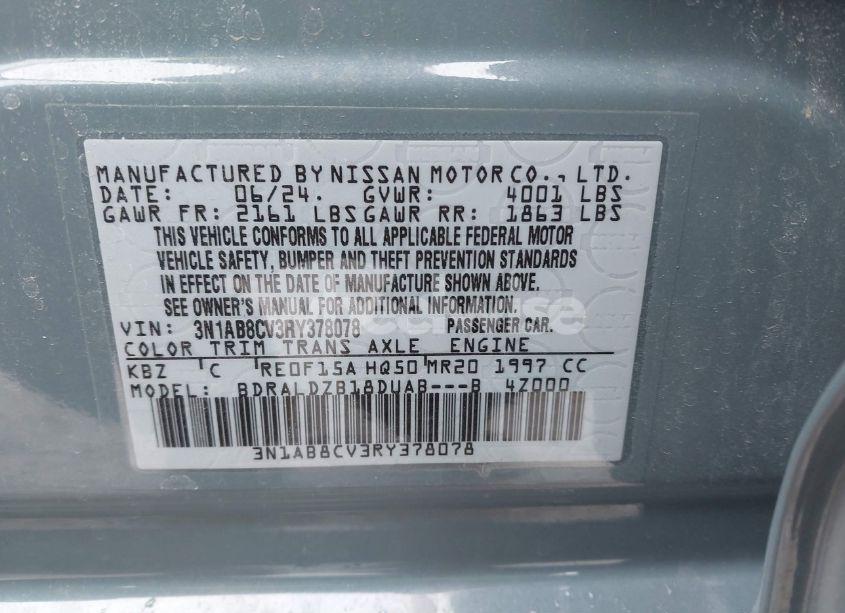 MANUFACTURED BY NISSAN MOTOR CO., LTD.
DATE: 06/24. GVWR: 4001 LBS
GAWR FR: 2161 LBS GAWR RR: 1863 LBS
THIS VEHICLE CONFORMS TO ALL APPLICABLE FEDERAL MOTOR
VEHICLE SAFETY, BUMPER AND THEFT PREVENTION STANDARDS
IN EFFECT ON THE DATE OF MANUFACTURE SHOWN ABOVE.
SEE OWNER'S MANUAL FOR ADDITIONAL INFORMATION.
VIN: 3N1AB8CV3RY378078 PASSENGER CAR.
COLOR TRIM TRANS AXLE ENGINE
KBZ C RE0F15A HQ50 MR20 1997 CC
MODEL: BDRALDZB18DUAB---B 4Z000
3N1AB8CV3RY378078